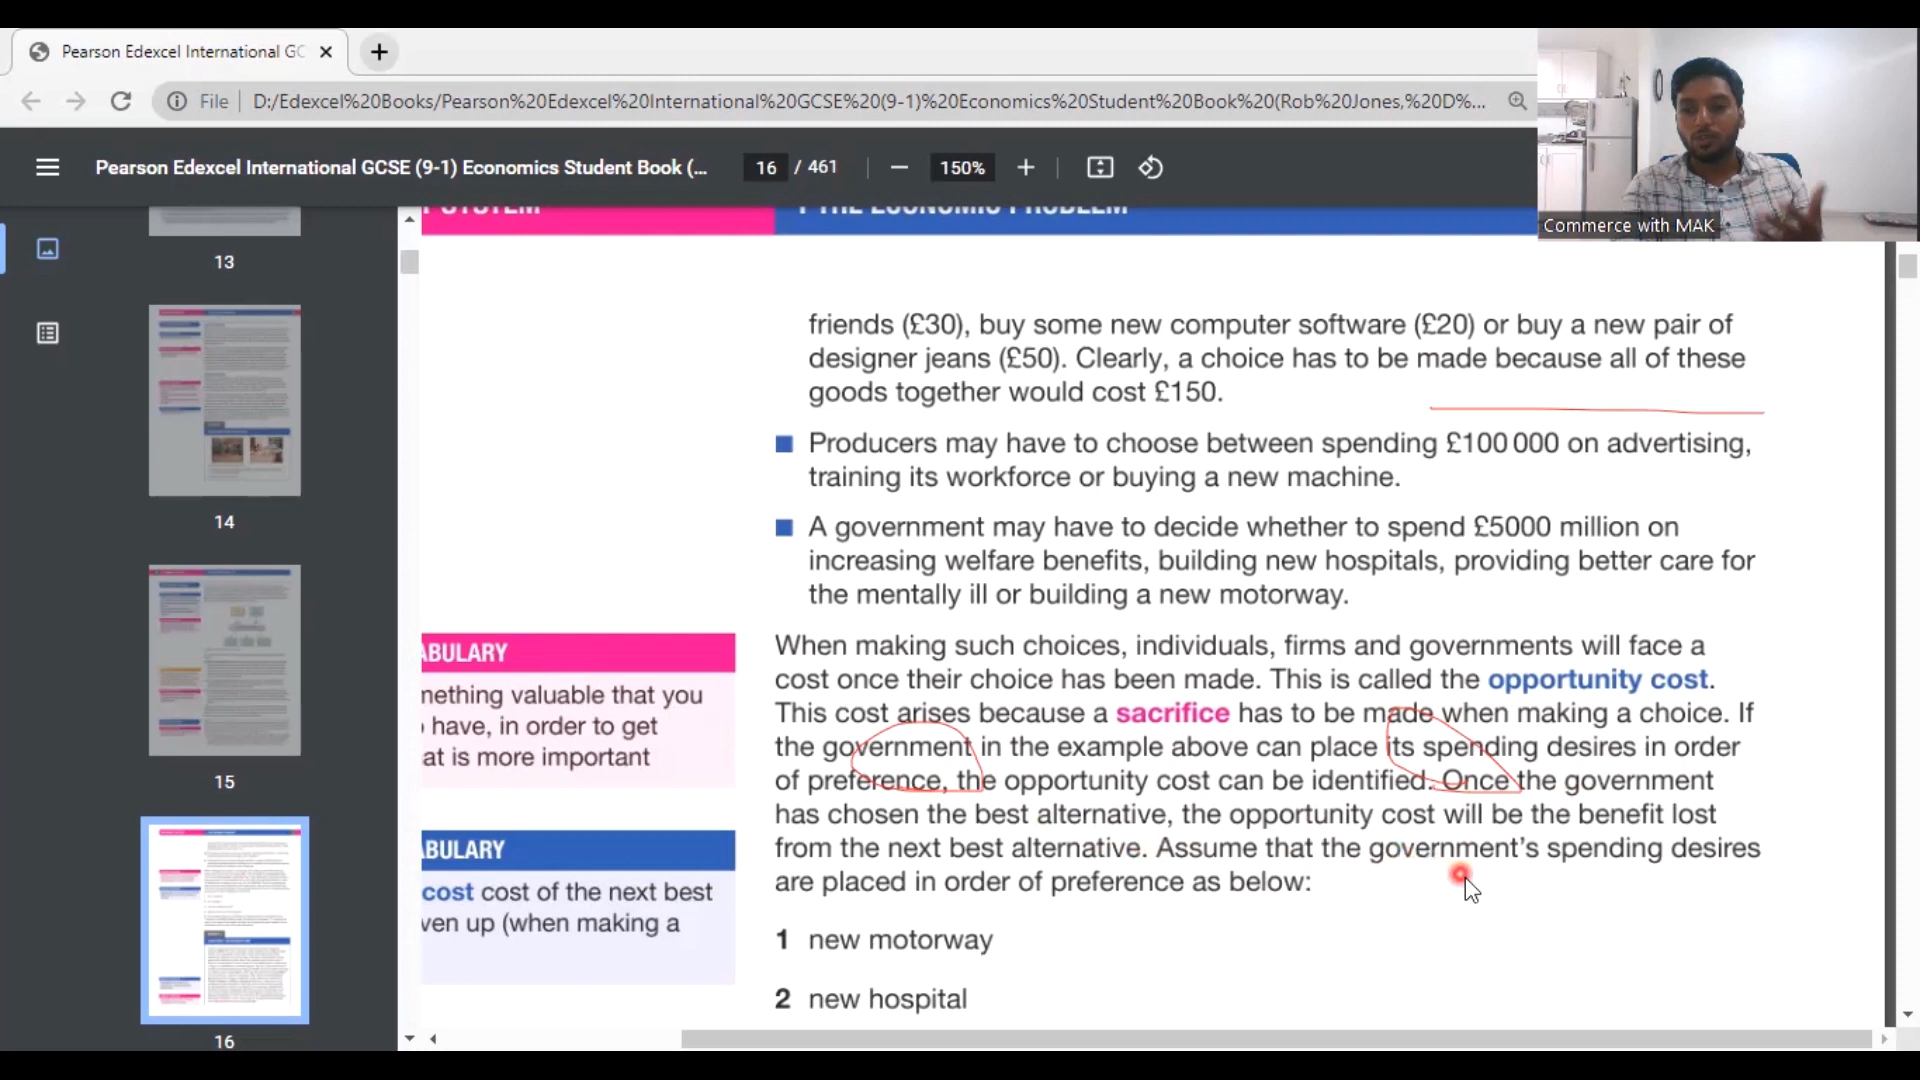 Pearson Edexcel International GC
File
D:/Edexcel%20Books/Pearson%20Edexcel%20International%20GCSE%20(9-1)%20Economics%20Student%20Book%20(Rob%20Jones,%20D%...
Pearson Edexcel International GCSE (9-1) Economics Student Book (...
16 / 461
150%
Commerce with MAK
13
14
15
16
SYSTEM
1 THE ECONOMIC PROBLEM
friends (£30), buy some new computer software (£20) or buy a new pair of
designer jeans (£50). Clearly, a choice has to be made because all of these
goods together would cost £150.
Producers may have to choose between spending £100 000 on advertising,
training its workforce or buying a new machine.
A government may have to decide whether to spend £5000 million on
increasing welfare benefits, building new hospitals, providing better care for
the mentally ill or building a new motorway.
ABULARY
mething valuable that you
have, in order to get
at is more important
When making such choices, individuals, firms and governments will face a
cost once their choice has been made. This is called the opportunity cost.
This cost arises because a sacrifice has to be made when making a choice. If
the government in the example above can place its spending desires in order
of preference, the opportunity cost can be identified. Once the government
has chosen the best alternative, the opportunity cost will be the benefit lost
from the next best alternative. Assume that the government's spending desires
are placed in order of preference as below:
ABULARY
cost cost of the next best
ven up (when making a
1 new motorway
2 new hospital